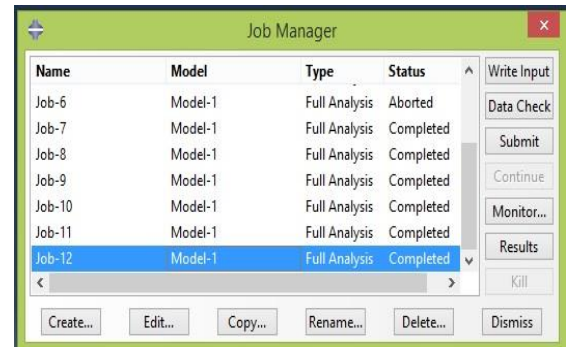 Job Manager
Name Model Type Status
Job-6 Model-1 Full Analysis Aborted
Job-7 Model-1 Full Analysis Completed
Job-8 Model-1 Full Analysis Completed
Job-9 Model-1 Full Analysis Completed
Job-10 Model-1 Full Analysis Completed
Job-11 Model-1 Full Analysis Completed
Job-12 Model-1 Full Analysis Completed
Write Input
Data Check
Submit
Continue
Monitor...
Results
Kill
Create... Edit... Copy... Rename... Delete... Dismiss